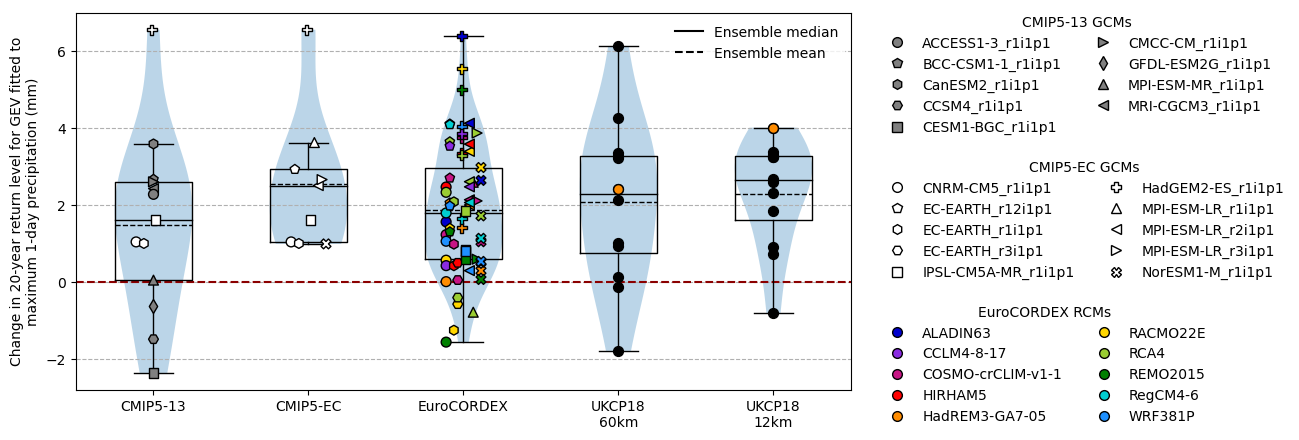 Change in 20-year return level for GEV fitted to
maximum 1-day precipitation (mm)
6
4
2
0
−2
Ensemble median
Ensemble mean
CMIP5-13
CMIP5-EC
EuroCORDEX
UKCP18
60km
UKCP18
12km
CMIP5-13 GCMs
ACCESS1-3_r1i1p1
BCC-CSM1-1_r1i1p1
CanESM2_r1i1p1
CCSM4_r1i1p1
CESM1-BGC_r1i1p1
CMCC-CM_r1i1p1
GFDL-ESM2G_r1i1p1
MPI-ESM-MR_r1i1p1
MRI-CGCM3_r1i1p1
CMIP5-EC GCMs
CNRM-CM5_r1i1p1
EC-EARTH_r12i1p1
EC-EARTH_r1i1p1
EC-EARTH_r3i1p1
IPSL-CM5A-MR_r1i1p1
HadGEM2-ES_r1i1p1
MPI-ESM-LR_r1i1p1
MPI-ESM-LR_r2i1p1
MPI-ESM-LR_r3i1p1
NorESM1-M_r1i1p1
EuroCORDEX RCMs
ALADIN63
CCLM4-8-17
COSMO-crCLIM-v1-1
HIRHAM5
HadREM3-GA7-05
RACMO22E
RCA4
REMO2015
RegCM4-6
WRF381P